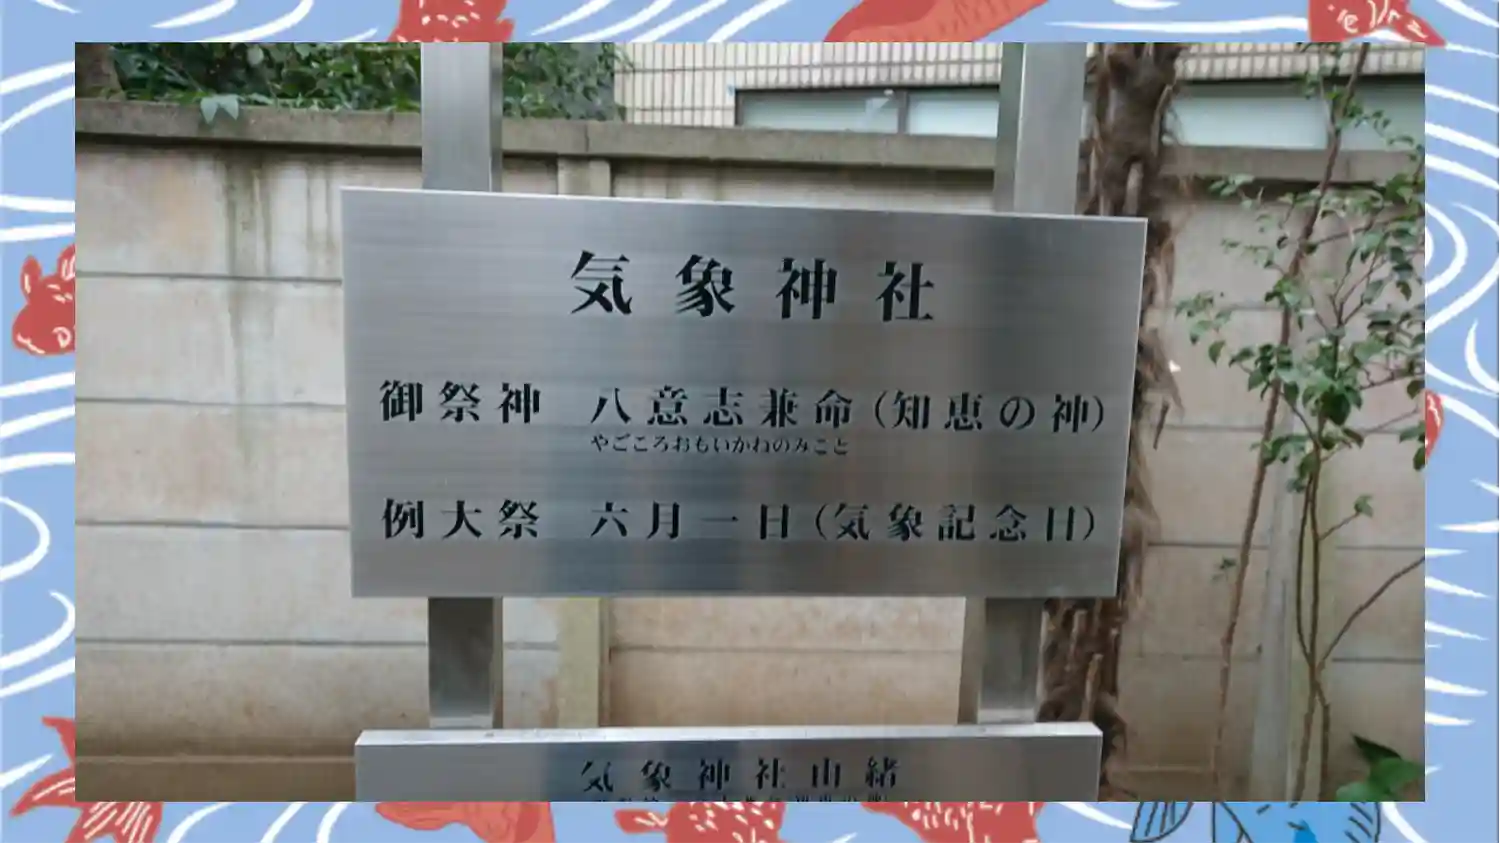 気象神社
御祭神 八意志兼命(知恵の神)
やごころおもいかねのみこと
例大祭 六月一日(気象記念日)
気象神社由緒